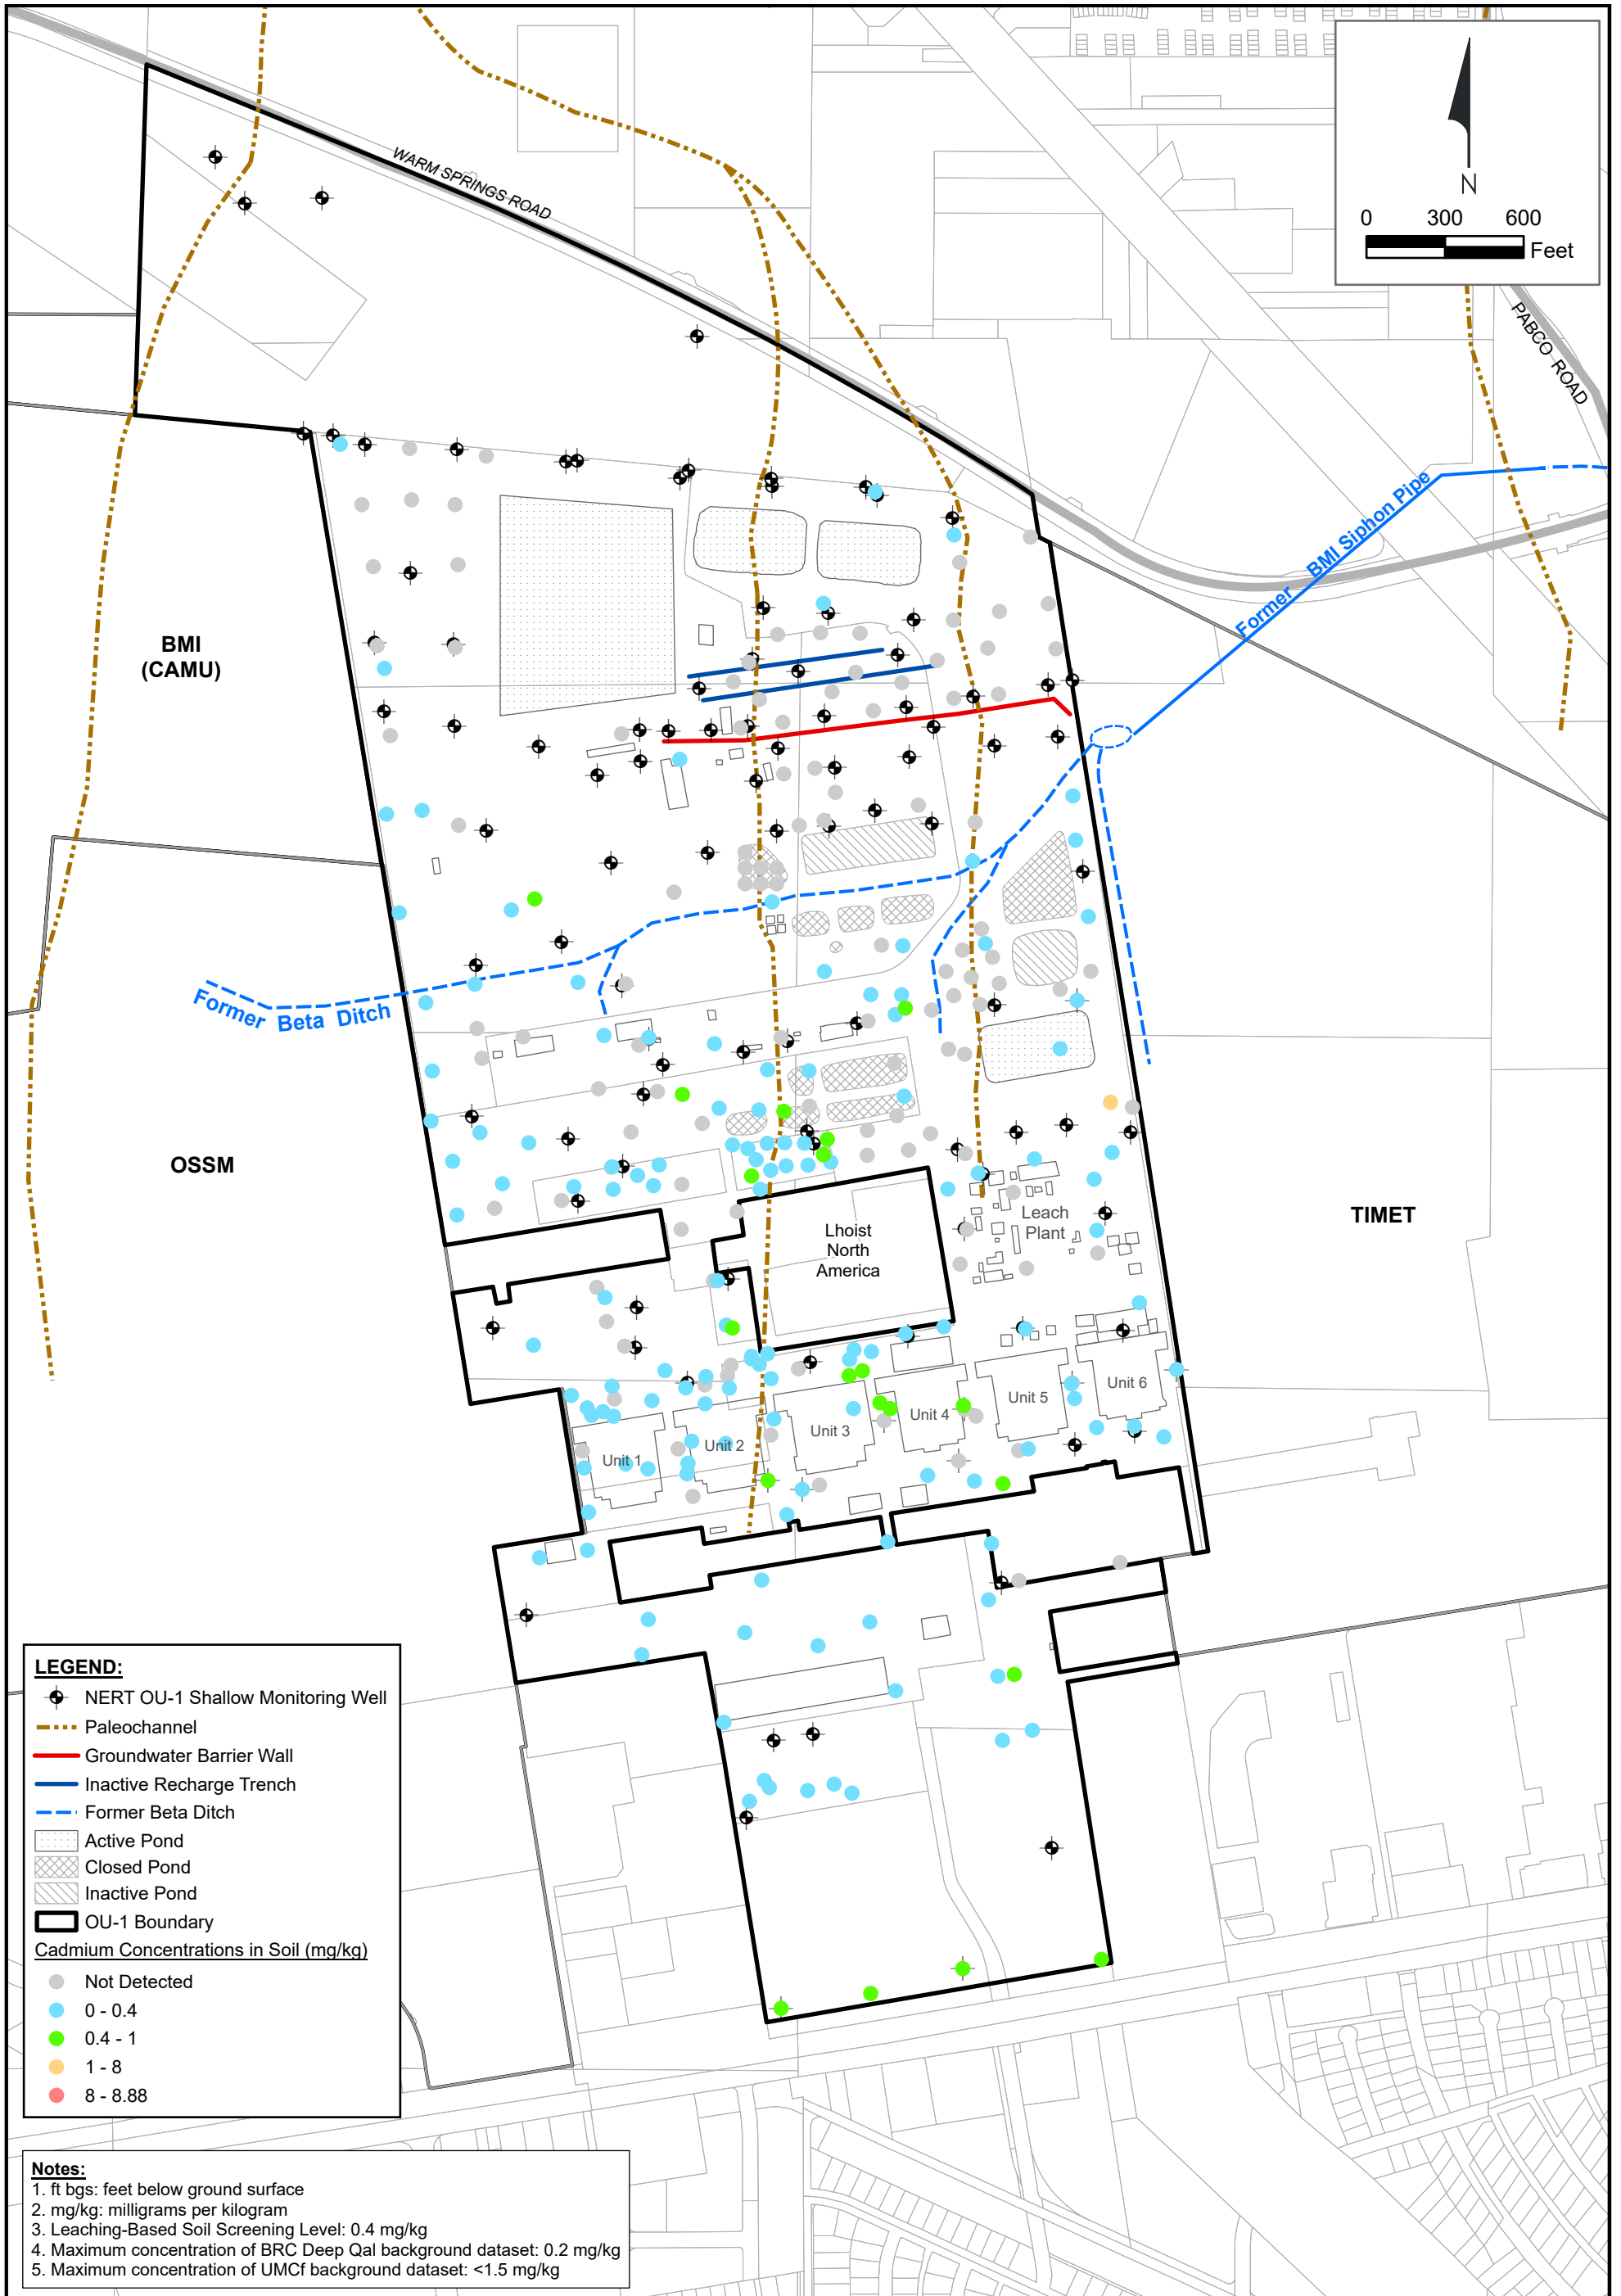 WARM SPRINGS ROAD
N
0 300 600
Feet
PABCO ROAD
Former BMI Siphon Pipe
BMI
(CAMU)
Former Beta Ditch
OSSM
TIMET
Lhoist
North
America
Leach
Plant
Unit 1
Unit 2
Unit 3
Unit 4
Unit 5
Unit 6
LEGEND:
NERT OU-1 Shallow Monitoring Well
Paleochannel
Groundwater Barrier Wall
Inactive Recharge Trench
Former Beta Ditch
Active Pond
Closed Pond
Inactive Pond
OU-1 Boundary
Cadmium Concentrations in Soil (mg/kg)
Not Detected
0 - 0.4
0.4 - 1
1 - 8
8 - 8.88
Notes:
1. ft bgs: feet below ground surface
2. mg/kg: milligrams per kilogram
3. Leaching-Based Soil Screening Level: 0.4 mg/kg
4. Maximum concentration of BRC Deep Qal background dataset: 0.2 mg/kg
5. Maximum concentration of UMCf background dataset: <1.5 mg/kg